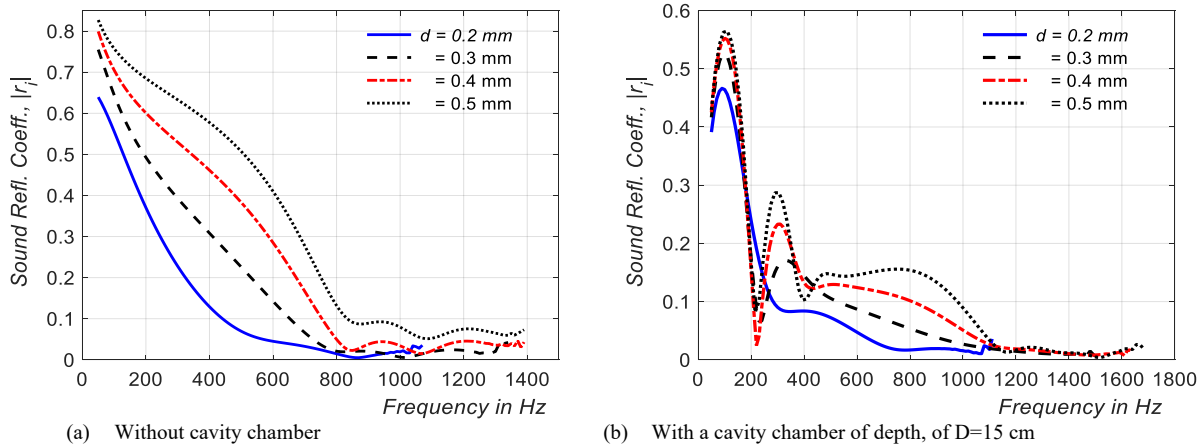 Sound Refl. Coeff., |r_j|
0.8
0.7
0.6
0.5
0.4
0.3
0.2
0.1
0
0 200 400 600 800 1000 1200 1400
Frequency in Hz
d = 0.2 mm
= 0.3 mm
= 0.4 mm
= 0.5 mm
(a) Without cavity chamber
Sound Refl. Coeff., |r_j|
0.6
0.5
0.4
0.3
0.2
0.1
0
0 200 400 600 800 1000 1200 1400 1600 1800
Frequency in Hz
d = 0.2 mm
= 0.3 mm
= 0.4 mm
= 0.5 mm
(b) With a cavity chamber of depth, of D=15 cm